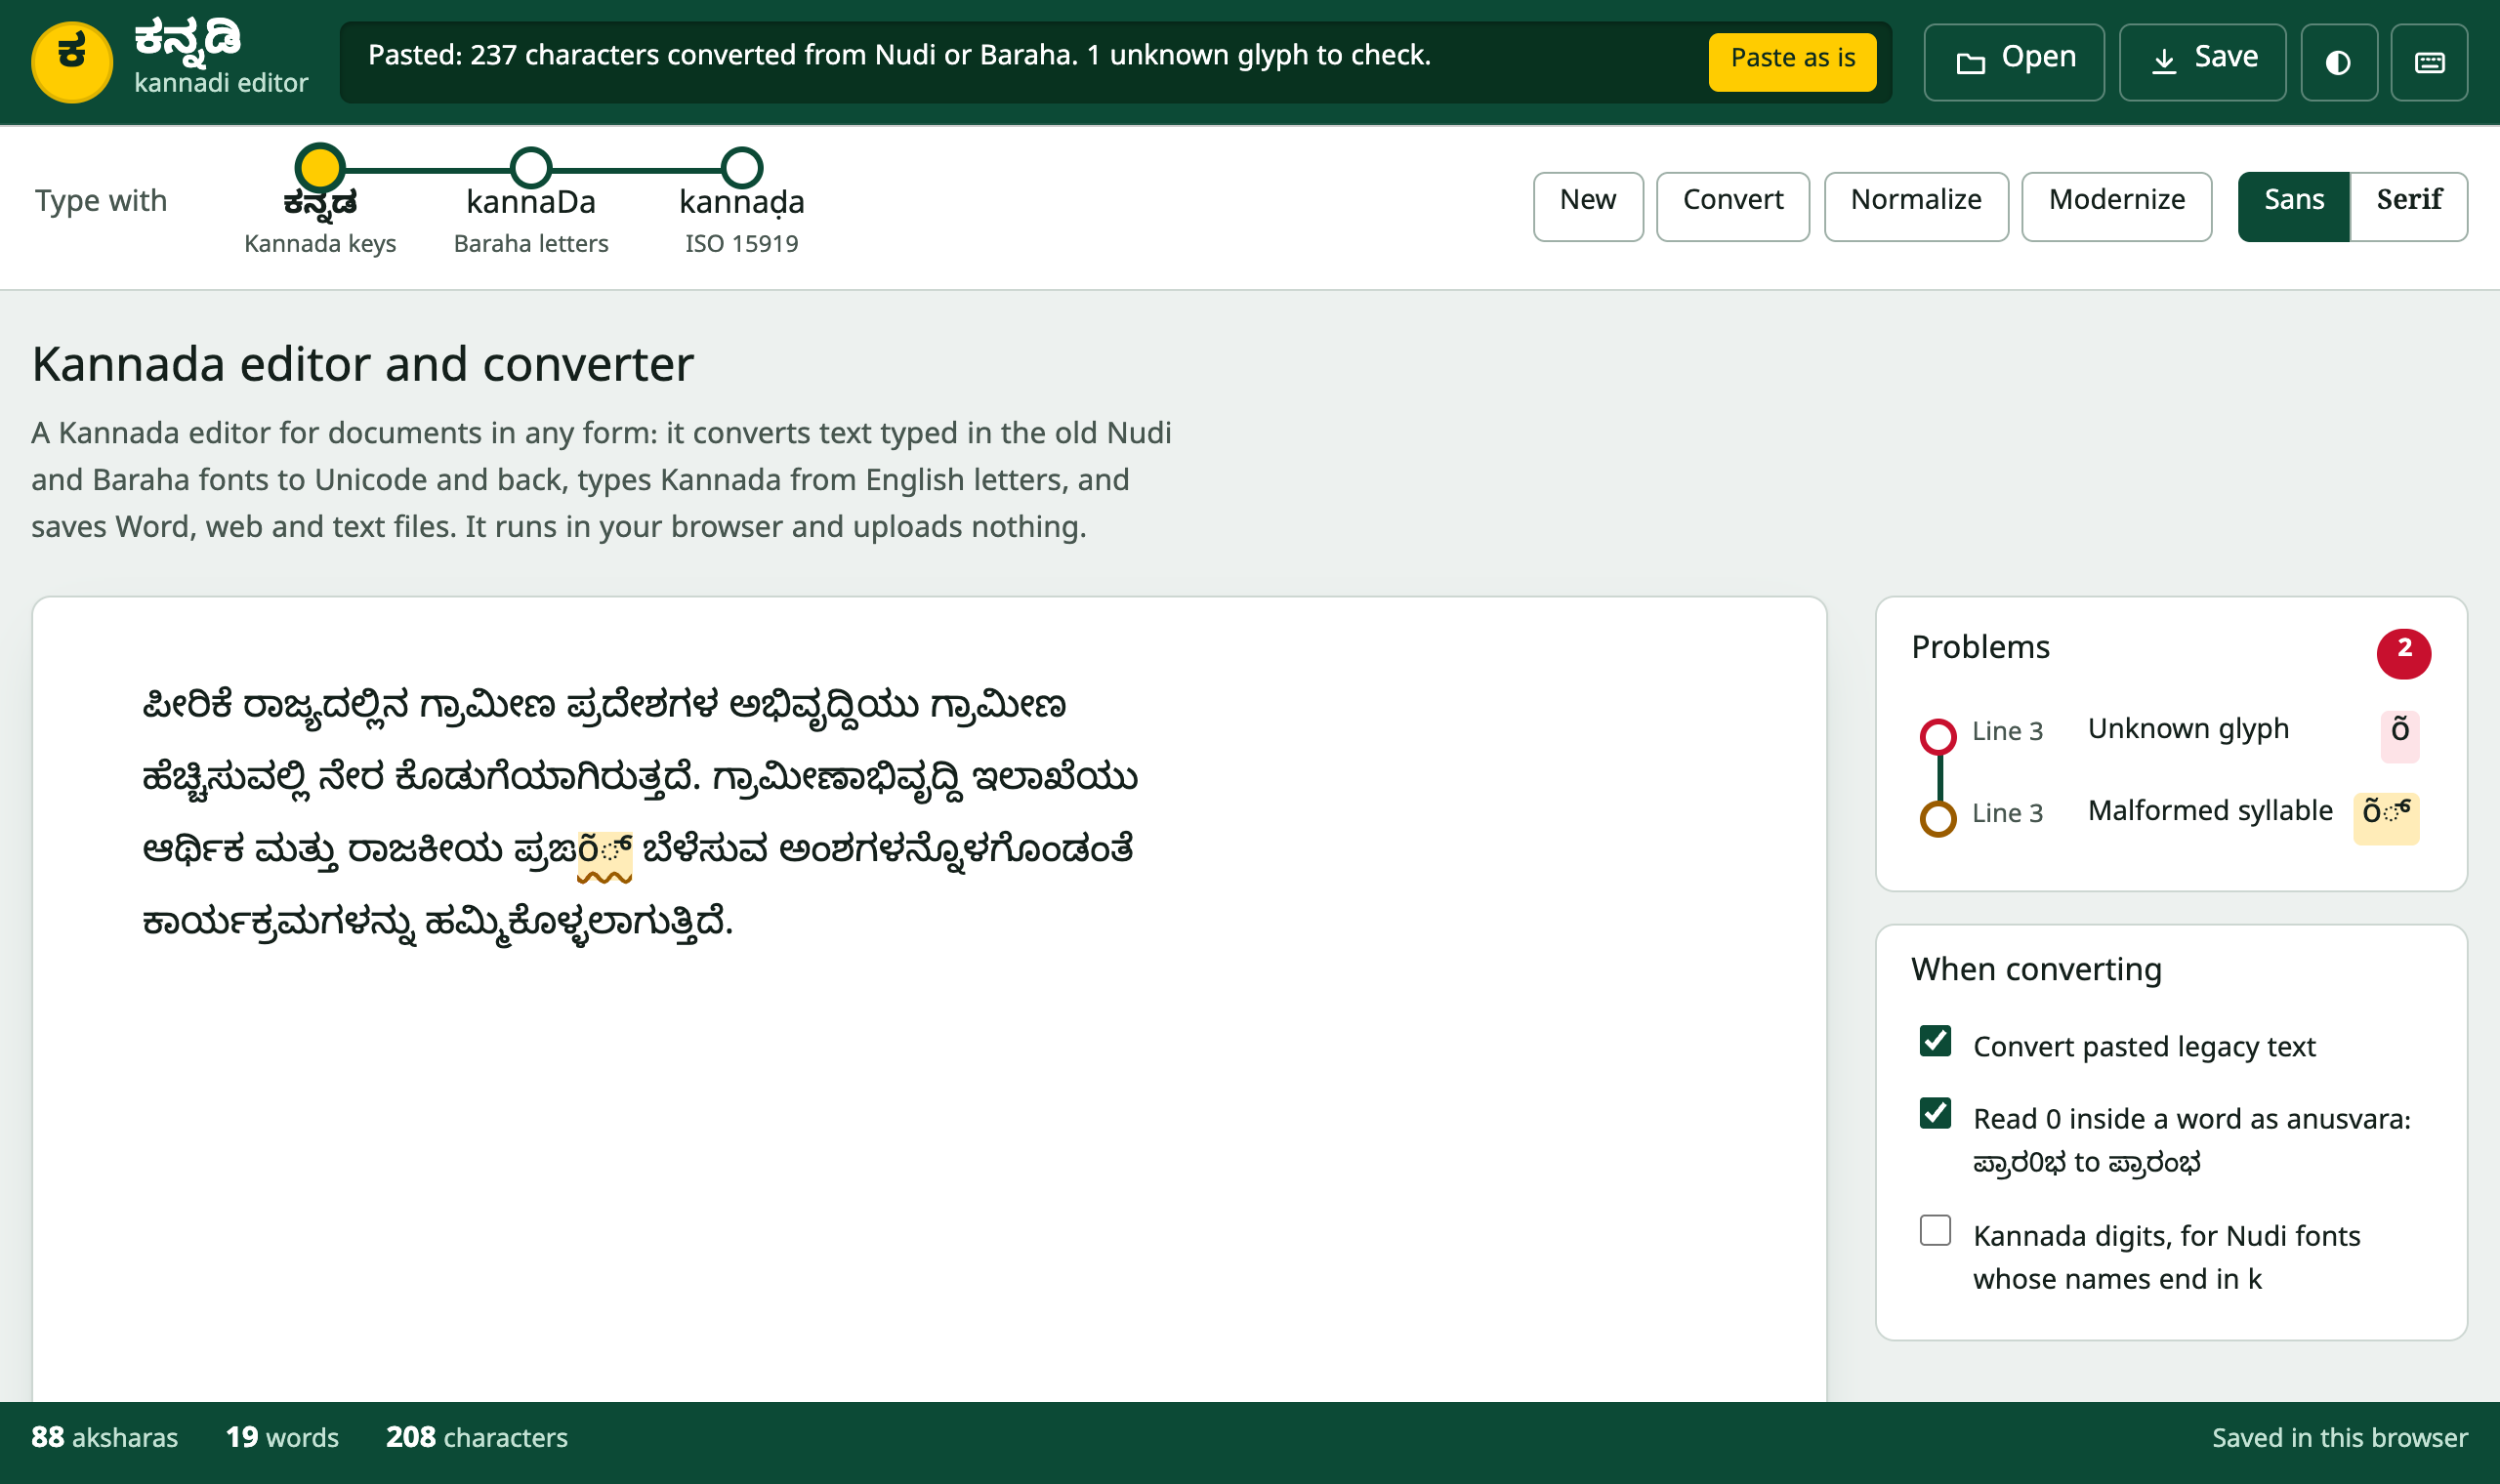 ಕ
ಕನ್ನಡಿ
kannadi editor
Pasted: 237 characters converted from Nudi or Baraha. 1 unknown glyph to check.
Paste as is
Open
Save
Type with
ಕನ್ನಡ
Kannada keys
kannaDa
Baraha letters
kannaḍa
ISO 15919
New
Convert
Normalize
Modernize
Sans
Serif
Kannada editor and converter
A Kannada editor for documents in any form: it converts text typed in the old Nudi
and Baraha fonts to Unicode and back, types Kannada from English letters, and
saves Word, web and text files. It runs in your browser and uploads nothing.
ಪೀರಿಕೆ ರಾಜ್ಯದಲ್ಲಿನ ಗ್ರಾಮೀಣ ಪ್ರದೇಶಗಳ ಅಭಿವೃದ್ದಿಯು ಗ್ರಾಮೀಣ
ಹೆಚ್ಚಿಸುವಲ್ಲಿ ನೇರ ಕೊಡುಗೆಯಾಗಿರುತ್ತದೆ. ಗ್ರಾಮೀಣಾಭಿವೃದ್ದಿ ಇಲಾಖೆಯು
ಆರ್ಥಿಕ ಮತ್ತು ರಾಜಕೀಯ ಪ್ರಜõ್ ಬೆಳೆಸುವ ಅಂಶಗಳನ್ನೊಳಗೊಂಡಂತೆ
ಕಾರ್ಯಕ್ರಮಗಳನ್ನು ಹಮ್ಮಿಕೊಳ್ಳಲಾಗುತ್ತಿದೆ.
Problems
2
Line 3
Unknown glyph
õ
Line 3
Malformed syllable
õ್
When converting
Convert pasted legacy text
Read 0 inside a word as anusvara:
ಪ್ರಾರ0ಭ to ಪ್ರಾರಂಭ
Kannada digits, for Nudi fonts
whose names end in k
88 aksharas
19 words
208 characters
Saved in this browser